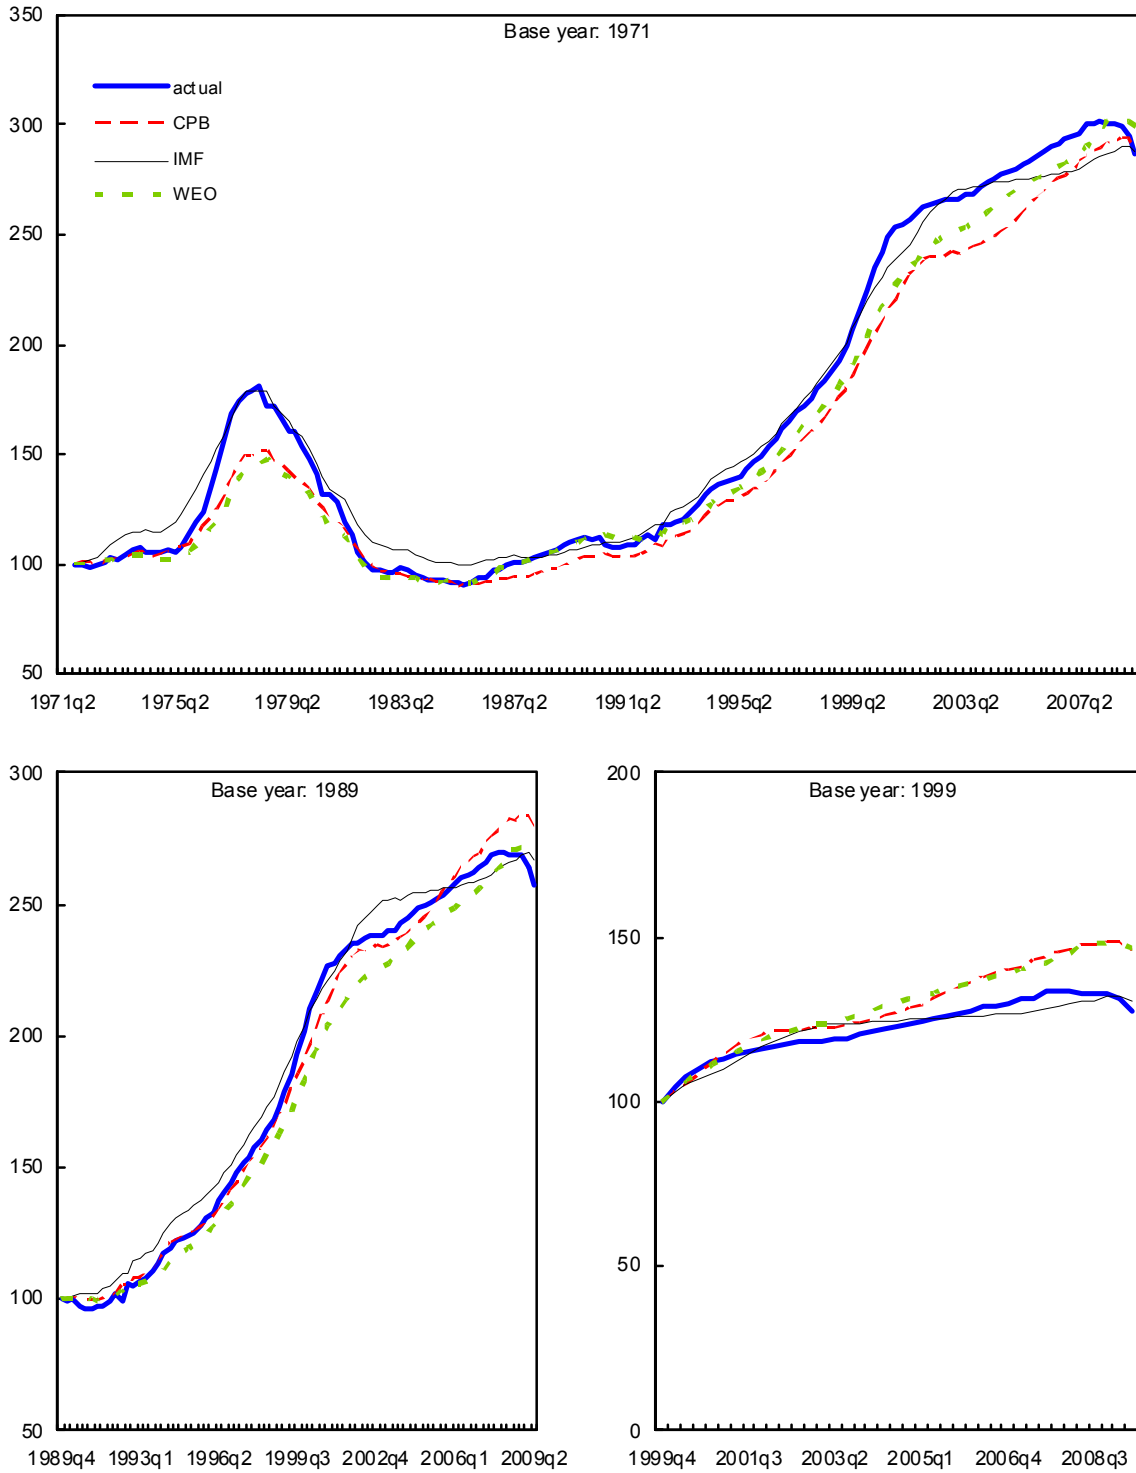 350
Base year: 1971
actual
CPB
IMF
WEO
300
250
200
150
100
50
1971q2 1975q2 1979q2 1983q2 1987q2 1991q2 1995q2 1999q2 2003q2 2007q2
300
Base year: 1989
250
200
150
100
50
1989q4 1993q1 1996q2 1999q3 2002q4 2006q1 2009q2
200
Base year: 1999
150
100
50
0
1999q4 2001q3 2003q2 2005q1 2006q4 2008q3